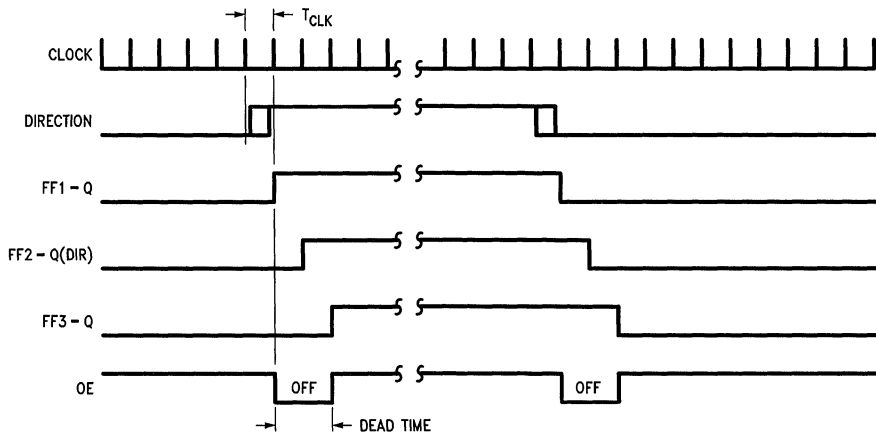 T_CLK
CLOCK
DIRECTION
FF1 - Q
FF2 - Q(DIR)
FF3 - Q
OE
OFF
OFF
DEAD TIME